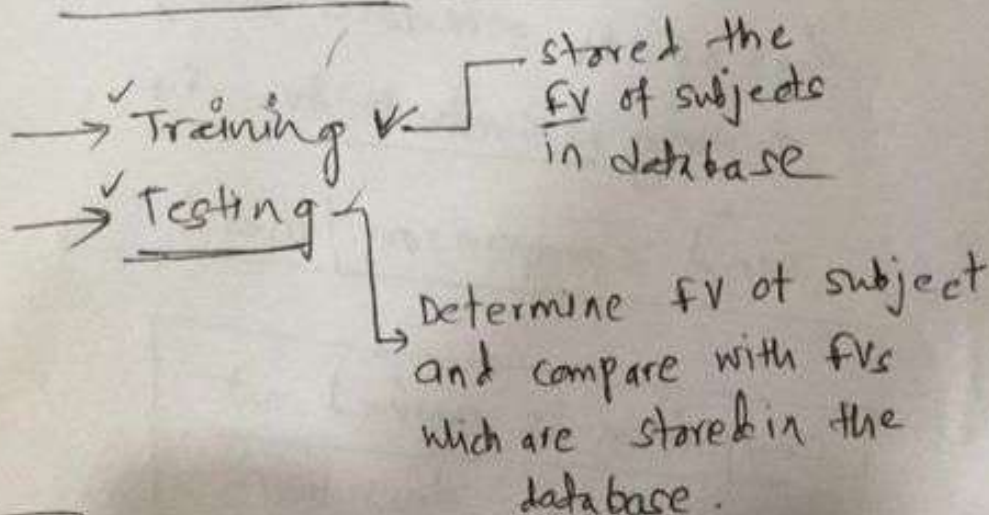 → ✓ Training
stored the
FV of subjects
in database
→ ✓ Testing
Determine FV of subject
and compare with FVs
which are stored in the
database.